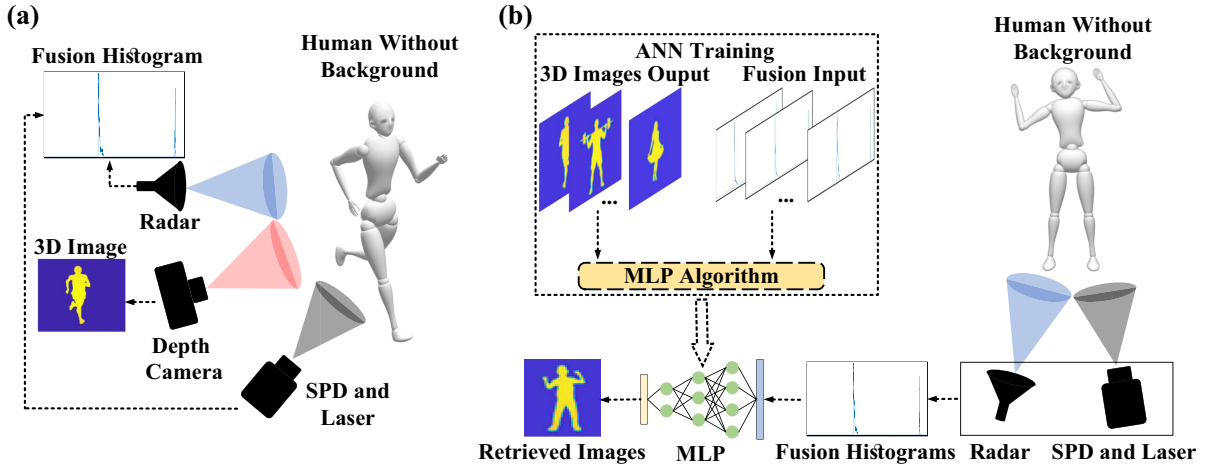 (a)
Fusion Histogram
Human Without
Background
Radar
3D Image
Depth
Camera
SPD and
Laser
(b)
ANN Training
3D Images Ouput
Fusion Input
...
...
MLP Algorithm
Human Without
Background
Retrieved Images
MLP
Fusion Histograms
Radar
SPD and Laser